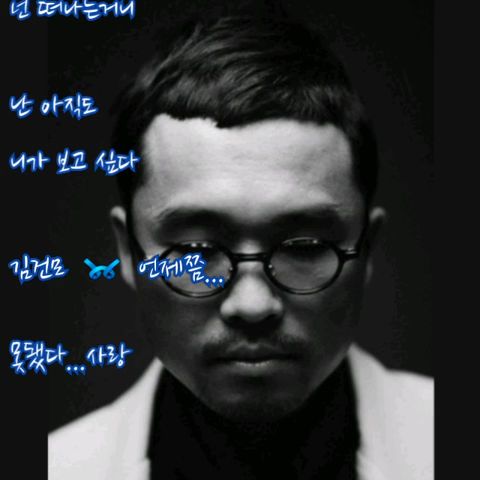 넌 떠나는거니
난 아직도
니가 보고 싶다
김건모 언제쯤...
못됐다...사랑